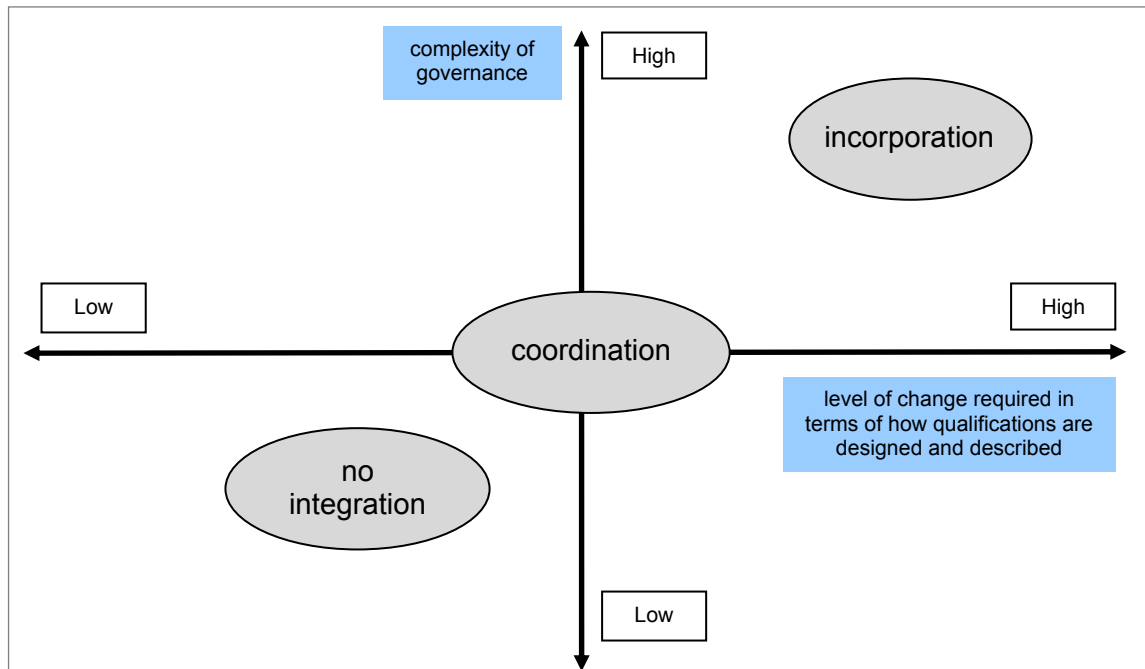 complexity of
governance
High
incorporation
Low
High
coordination
level of change required in
terms of how qualifications are
designed and described
no
integration
Low